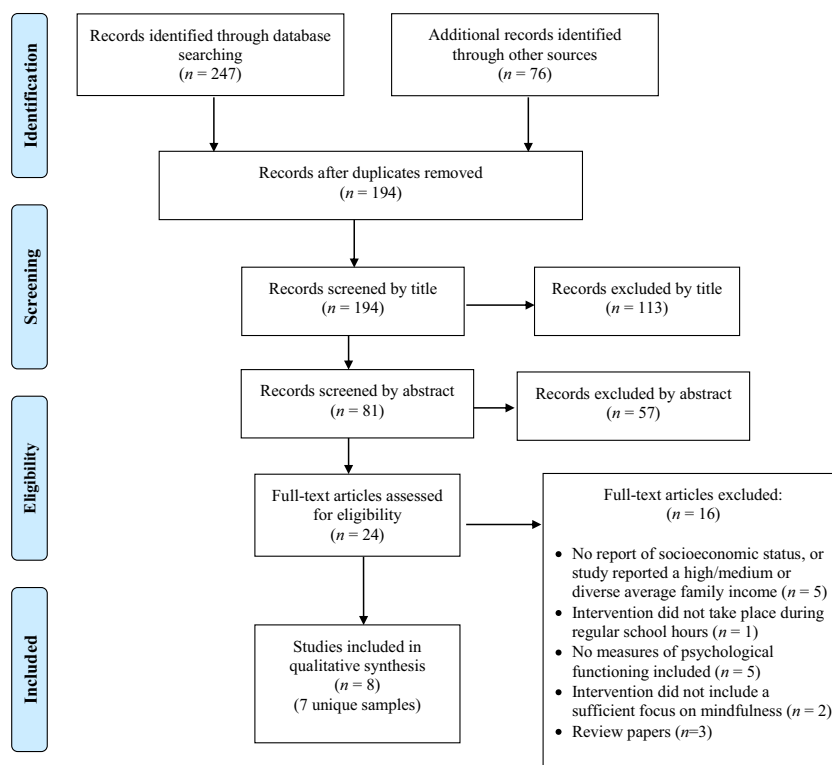 Identification
Records identified through database
searching
(n = 247)
Additional records identified
through other sources
(n = 76)
Records after duplicates removed
(n = 194)
Screening
Records screened by title
(n = 194)
Records excluded by title
(n = 113)
Records screened by abstract
(n = 81)
Records excluded by abstract
(n = 57)
Eligibility
Full-text articles assessed
for eligibility
(n = 24)
Full-text articles excluded:
(n = 16)
• No report of socioeconomic status, or
study reported a high/medium or
diverse average family income (n = 5)
• Intervention did not take place during
regular school hours (n = 1)
• No measures of psychological
functioning included (n = 5)
• Intervention did not include a
sufficient focus on mindfulness (n = 2)
• Review papers (n=3)
Included
Studies included in
qualitative synthesis
(n = 8)
(7 unique samples)